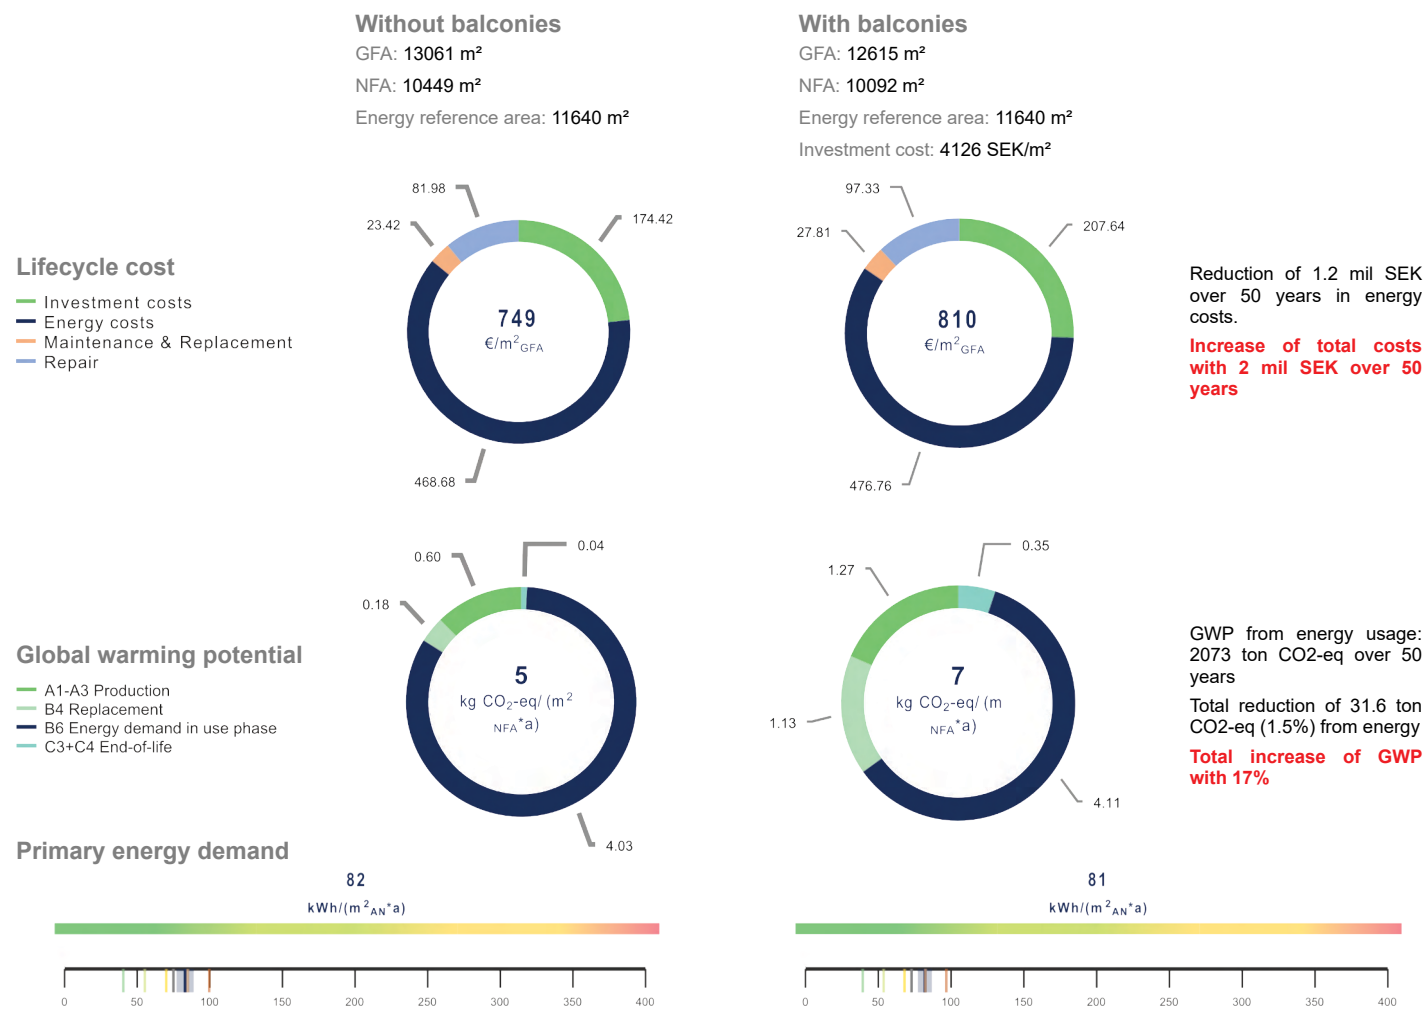 Without balconies
GFA: 13061 m²
NFA: 10449 m²
Energy reference area: 11640 m²
With balconies
GFA: 12615 m²
NFA: 10092 m²
Energy reference area: 11640 m²
Investment cost: 4126 SEK/m²
Lifecycle cost
Investment costs
Energy costs
Maintenance & Replacement
Repair
81.98
23.42
174.42
749
€/m²GFA
468.68
97.33
27.81
207.64
810
€/m²GFA
476.76
Reduction of 1.2 mil SEK
over 50 years in energy
costs.
Increase of total costs
with 2 mil SEK over 50
years
Global warming potential
A1-A3 Production
B4 Replacement
B6 Energy demand in use phase
C3+C4 End-of-life
0.60
0.04
0.18
5
kg CO₂-eq/ (m²
NFA*a)
4.03
1.27
0.35
1.13
7
kg CO₂-eq/ (m
NFA*a)
4.11
GWP from energy usage:
2073 ton CO2-eq over 50
years
Total reduction of 31.6 ton
CO2-eq (1.5%) from energy
Total increase of GWP
with 17%
Primary energy demand
82
kWh/(m²AN*a)
0 50 100 150 200 250 300 350 400
81
kWh/(m²AN*a)
0 50 100 150 200 250 300 350 400